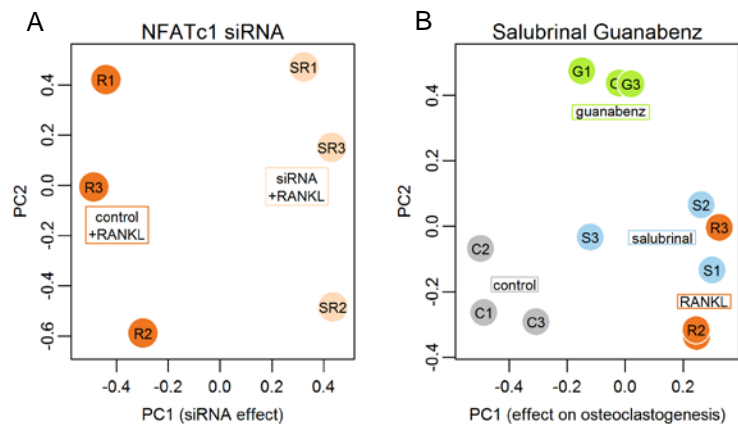 A
NFATc1 siRNA
PC2
0.4
0.2
0.0
-0.2
-0.4
-0.6
R1
SR1
SR3
R3
siRNA
+RANKL
control
+RANKL
SR2
R2
-0.4
-0.2
0.0
0.2
0.4
PC1 (siRNA effect)
B
Salubrinal Guanabenz
PC2
0.4
0.2
0.0
-0.2
-0.4
G1
G3
guanabenz
S2
R3
S3
salubrinal
C2
S1
control
RANKL
C1
C3
R2
-0.4
-0.2
0.0
0.2
PC1 (effect on osteoclastogenesis)